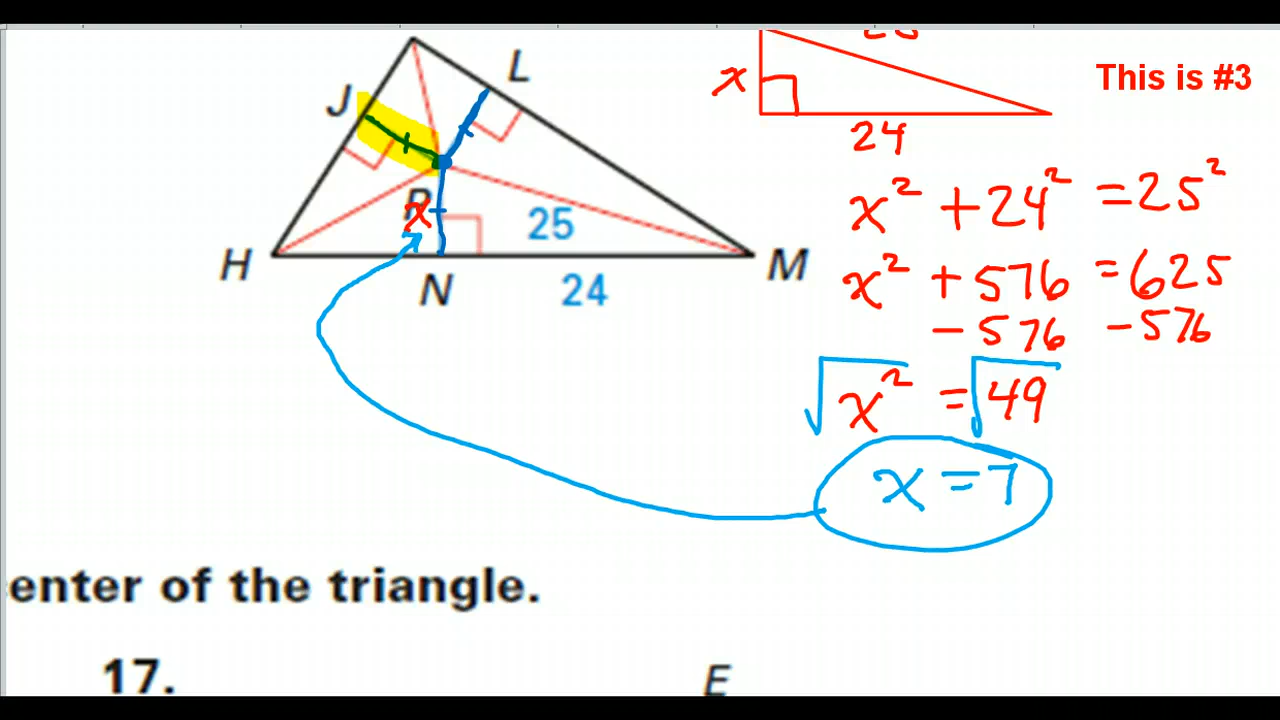 L
J
x
This is #3
24
P
x
25
x² + 24² = 25²
H
M
N
24
x² + 576 = 625
- 576 - 576
√x² = √49
x = 7
enter of the triangle.
17.
E